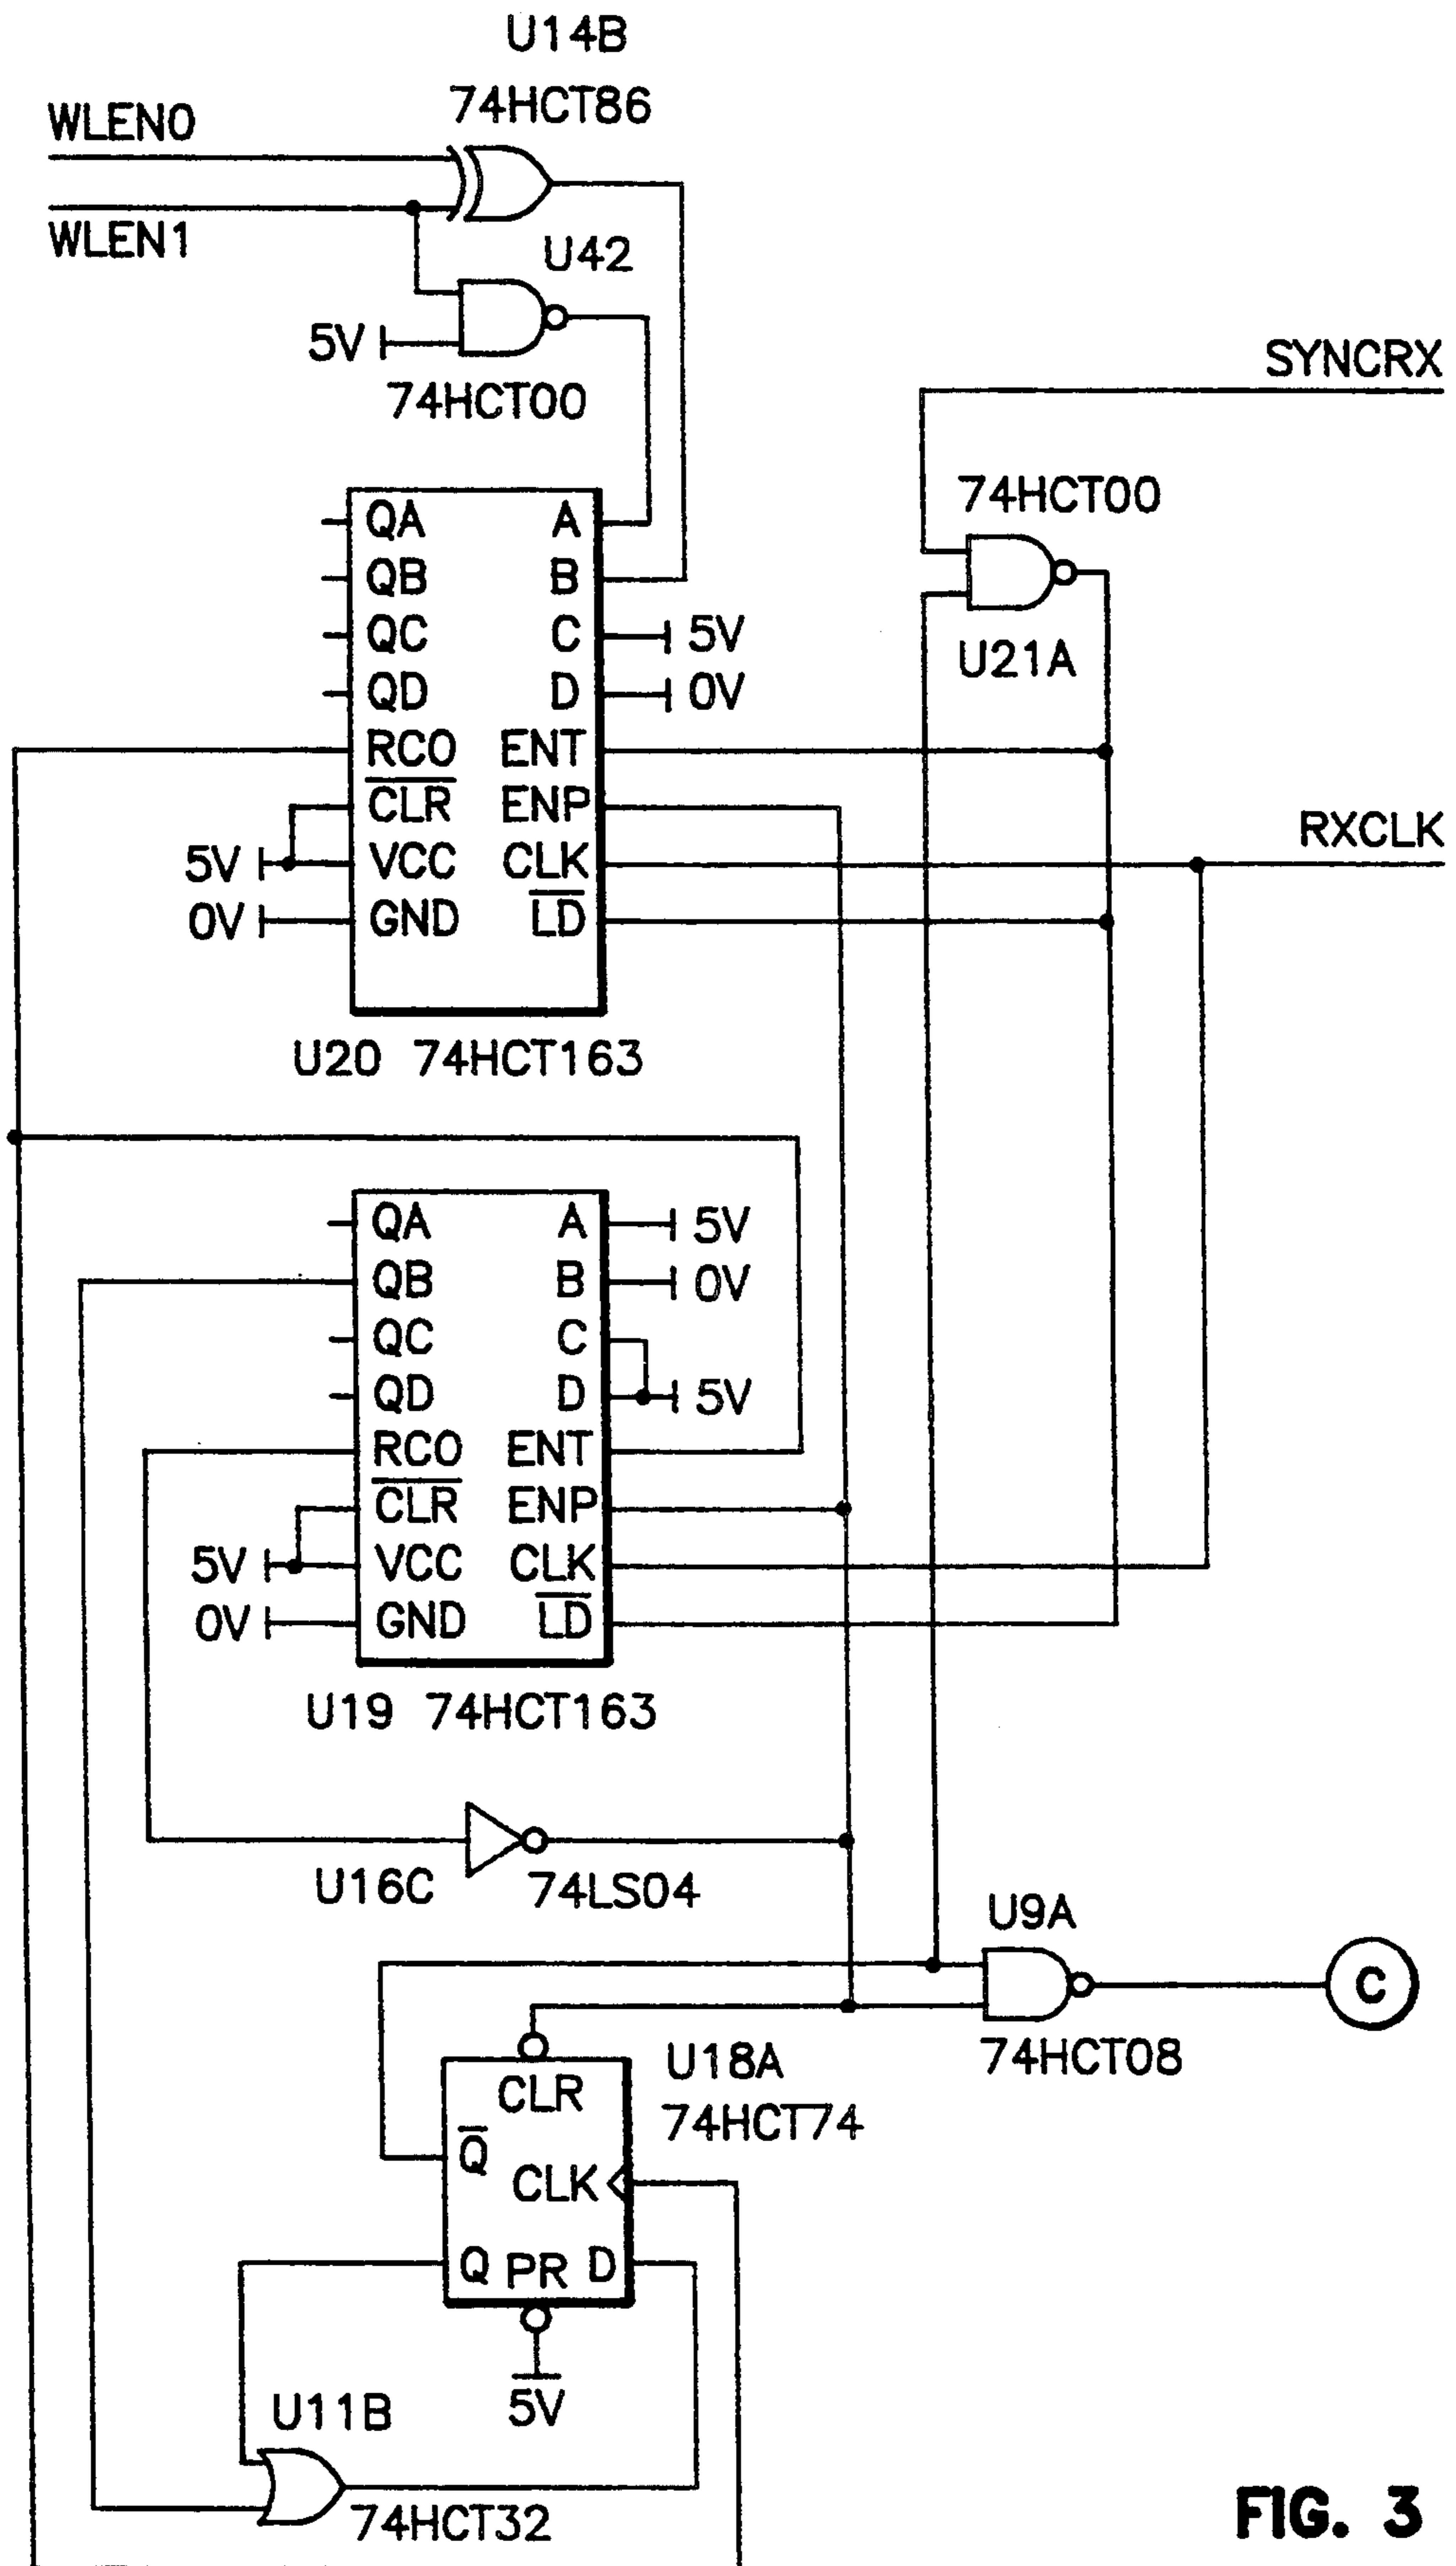 U14B
74HCT86
WLEN0
WLEN1
U42
5V
74HCT00
SYNCRX
74HCT00
U21A
QA A
QB B
QC C 5V
QD D 0V
RCO ENT
CLR ENP
RXCLK
5V VCC CLK
0V GND LD
U20 74HCT163
QA A 5V
QB B 0V
QC C
QD D 5V
RCO ENT
CLR ENP
5V VCC CLK
0V GND LD
U19 74HCT163
U16C 74LS04
U9A
C
74HCT08
U18A
74HCT74
CLR
Q
CLK
Q PR D
5V
U11B
74HCT32
FIG. 3